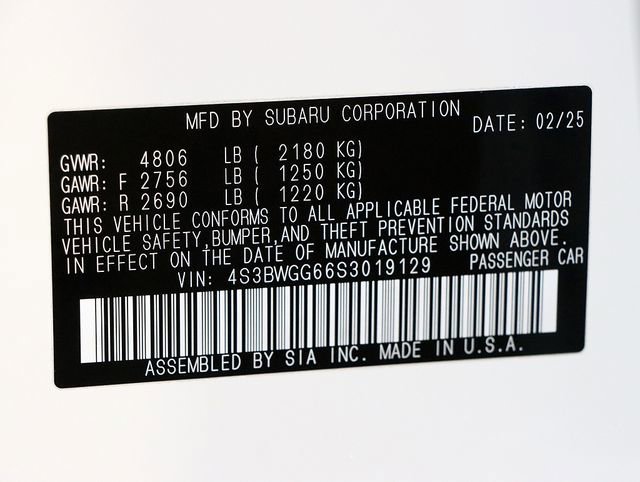 MFD BY SUBARU CORPORATION
DATE: 02/25
GVWR: 4806 LB ( 2180 KG)
GAWR: F 2756 LB ( 1250 KG)
GAWR: R 2690 LB ( 1220 KG)
THIS VEHICLE CONFORMS TO ALL APPLICABLE FEDERAL MOTOR
VEHICLE SAFETY,BUMPER,AND THEFT PREVENTION STANDARDS
IN EFFECT ON THE DATE OF MANUFACTURE SHOWN ABOVE.
VIN: 4S3BWGG66S3019129 PASSENGER CAR
ASSEMBLED BY SIA INC. MADE IN U.S.A.